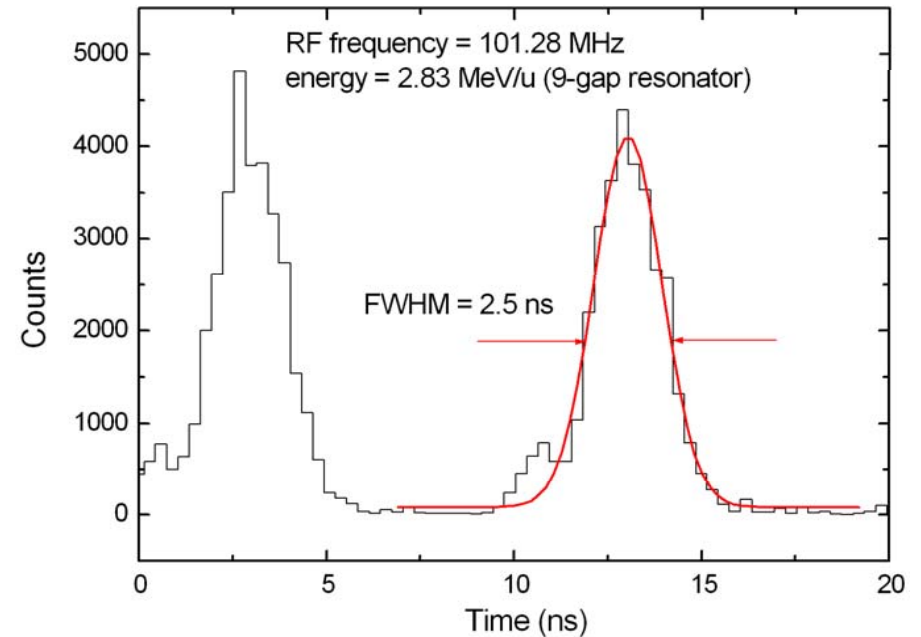 RF frequency = 101.28 MHz
energy = 2.83 MeV/u (9-gap resonator)
FWHM = 2.5 ns
Counts
5000
4000
3000
2000
1000
0
0
5
10
15
20
Time (ns)